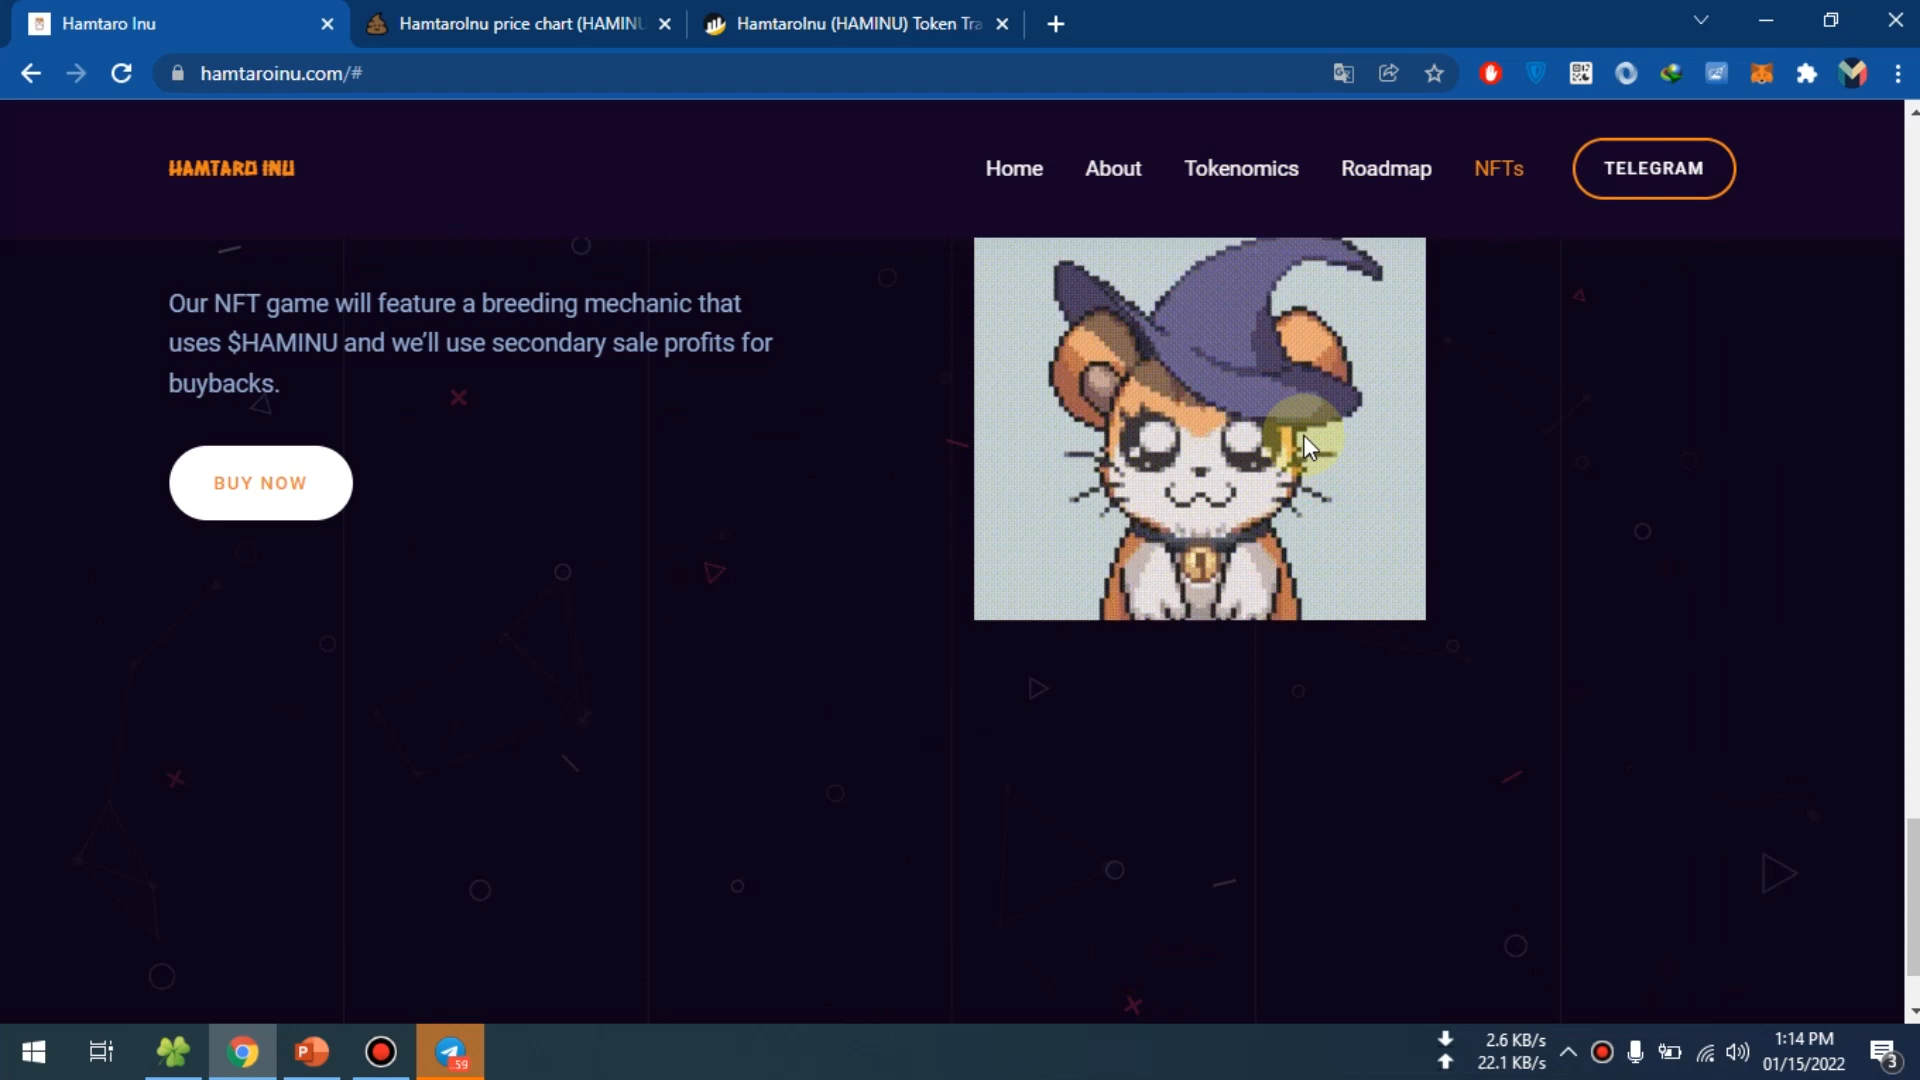 Hamtaro Inu
HamtaroInu price chart (HAMINU
HamtaroInu (HAMINU) Token Tra
hamtaroinu.com/#
HAMTARO INU
Home
About
Tokenomics
Roadmap
NFTs
TELEGRAM
Our NFT game will feature a breeding mechanic that
uses $HAMINU and we’ll use secondary sale profits for
buybacks.
BUY NOW
..59
2.6 KB/s
22.1 KB/s
1:14 PM
01/15/2022
3